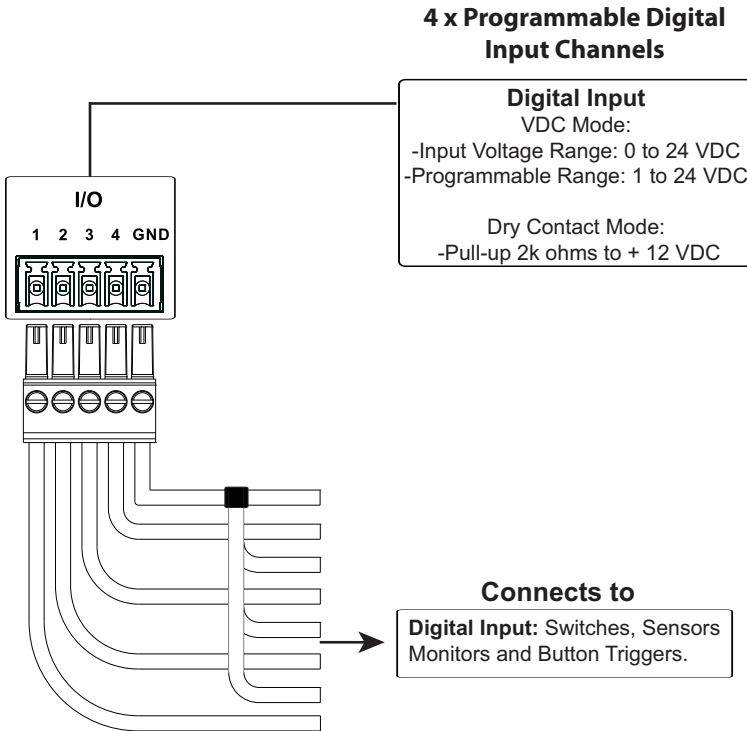 4 x Programmable Digital
Input Channels
Digital Input
VDC Mode:
-Input Voltage Range: 0 to 24 VDC
-Programmable Range: 1 to 24 VDC
Dry Contact Mode:
-Pull-up 2k ohms to + 12 VDC
I/O
1 2 3 4 GND
Connects to
Digital Input: Switches, Sensors
Monitors and Button Triggers.